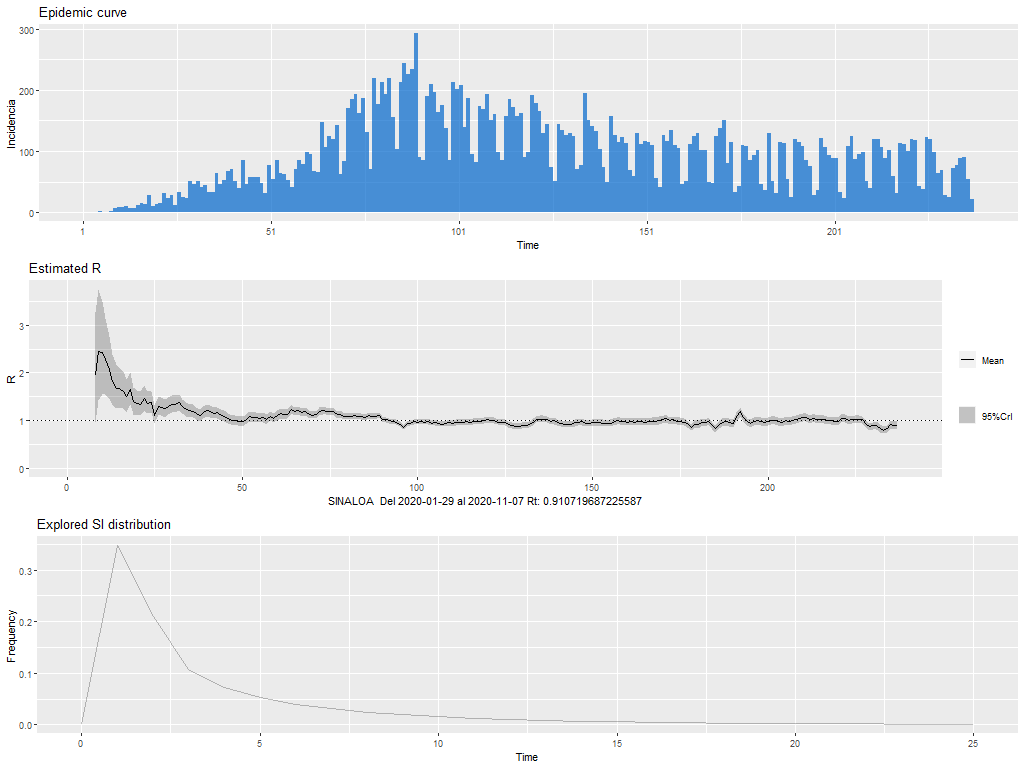 Epidemic curve
300
200
100
0
Incidencia
1
51
101
151
201
Time
Estimated R
3
2
1
0
R
0
50
100
150
200
SINALOA Del 2020-01-29 al 2020-11-07 Rt: 0.910719687225587
Mean
95%CrI
Explored SI distribution
0.3
0.2
0.1
0.0
Frequency
0
5
10
15
20
25
Time